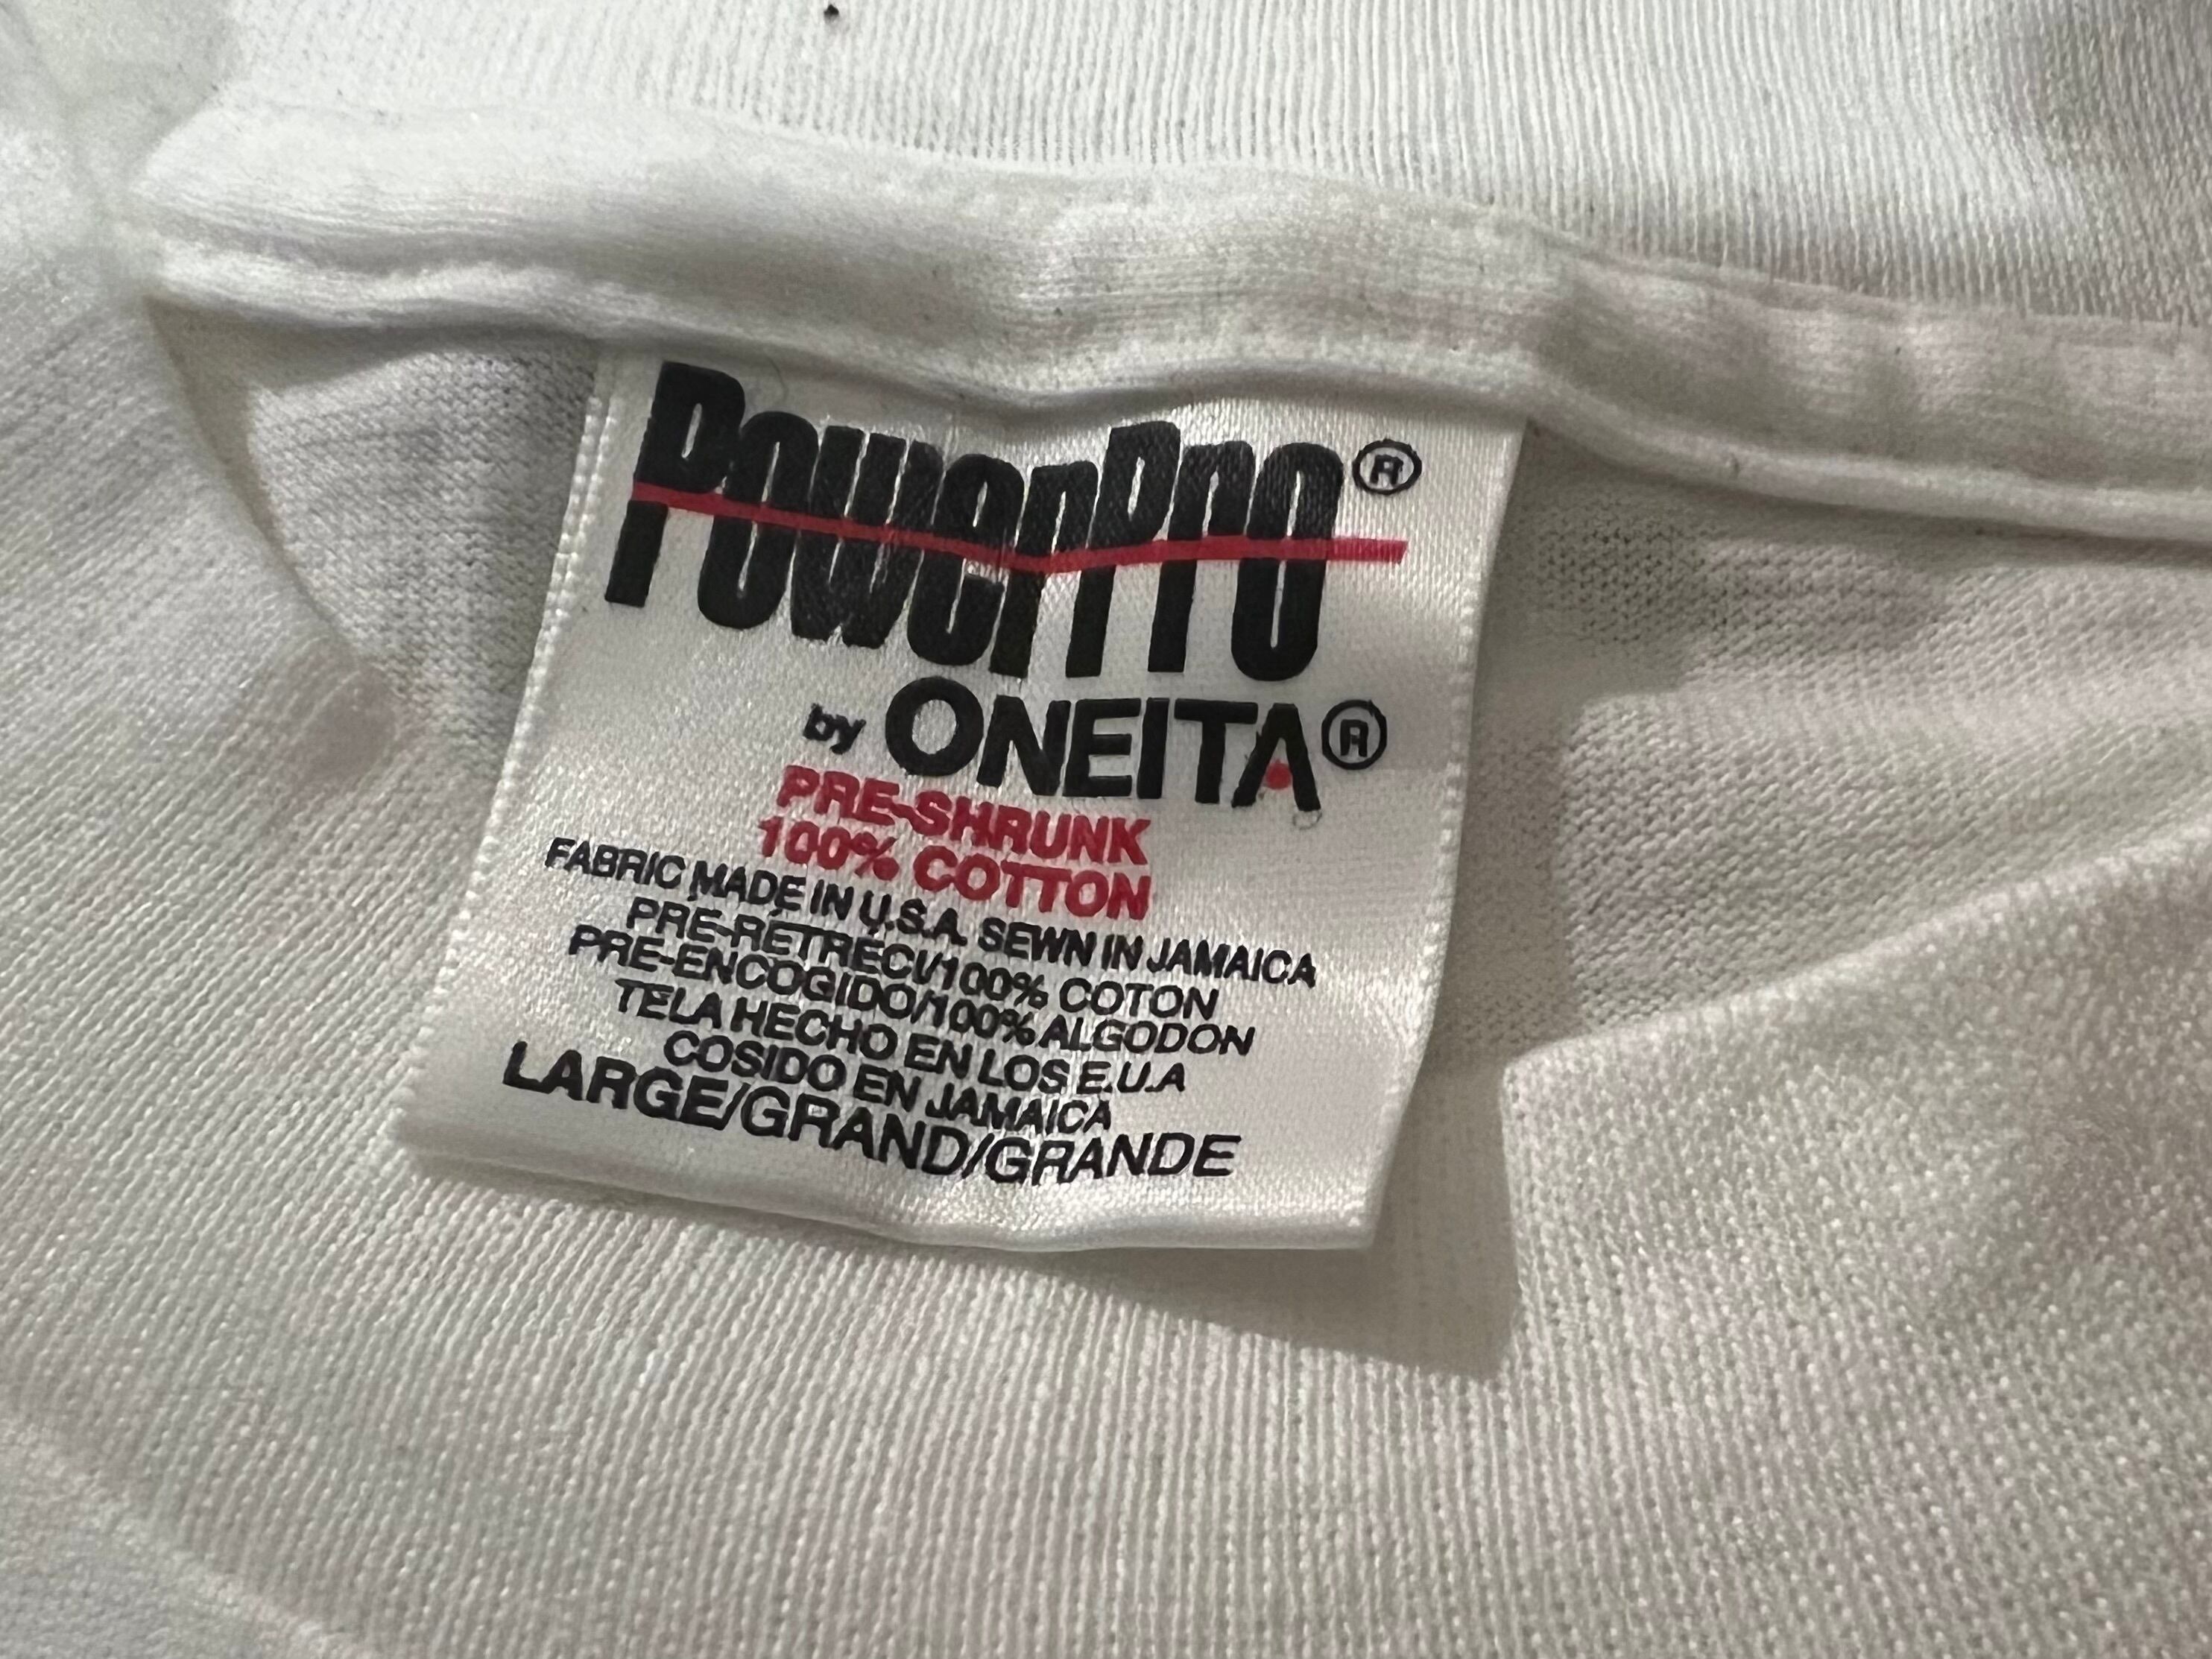 PowerPro®
by ONEITA®
PRE-SHRUNK
100% COTTON
FABRIC MADE IN U.S.A. SEWN IN JAMAICA
PRE-RÉTRÉCI/100% COTON
PRE-ENCOGIDO/100% ALGODON
TELA HECHO EN LOS E.U.A
COSIDO EN JAMAICA
LARGE/GRAND/GRANDE